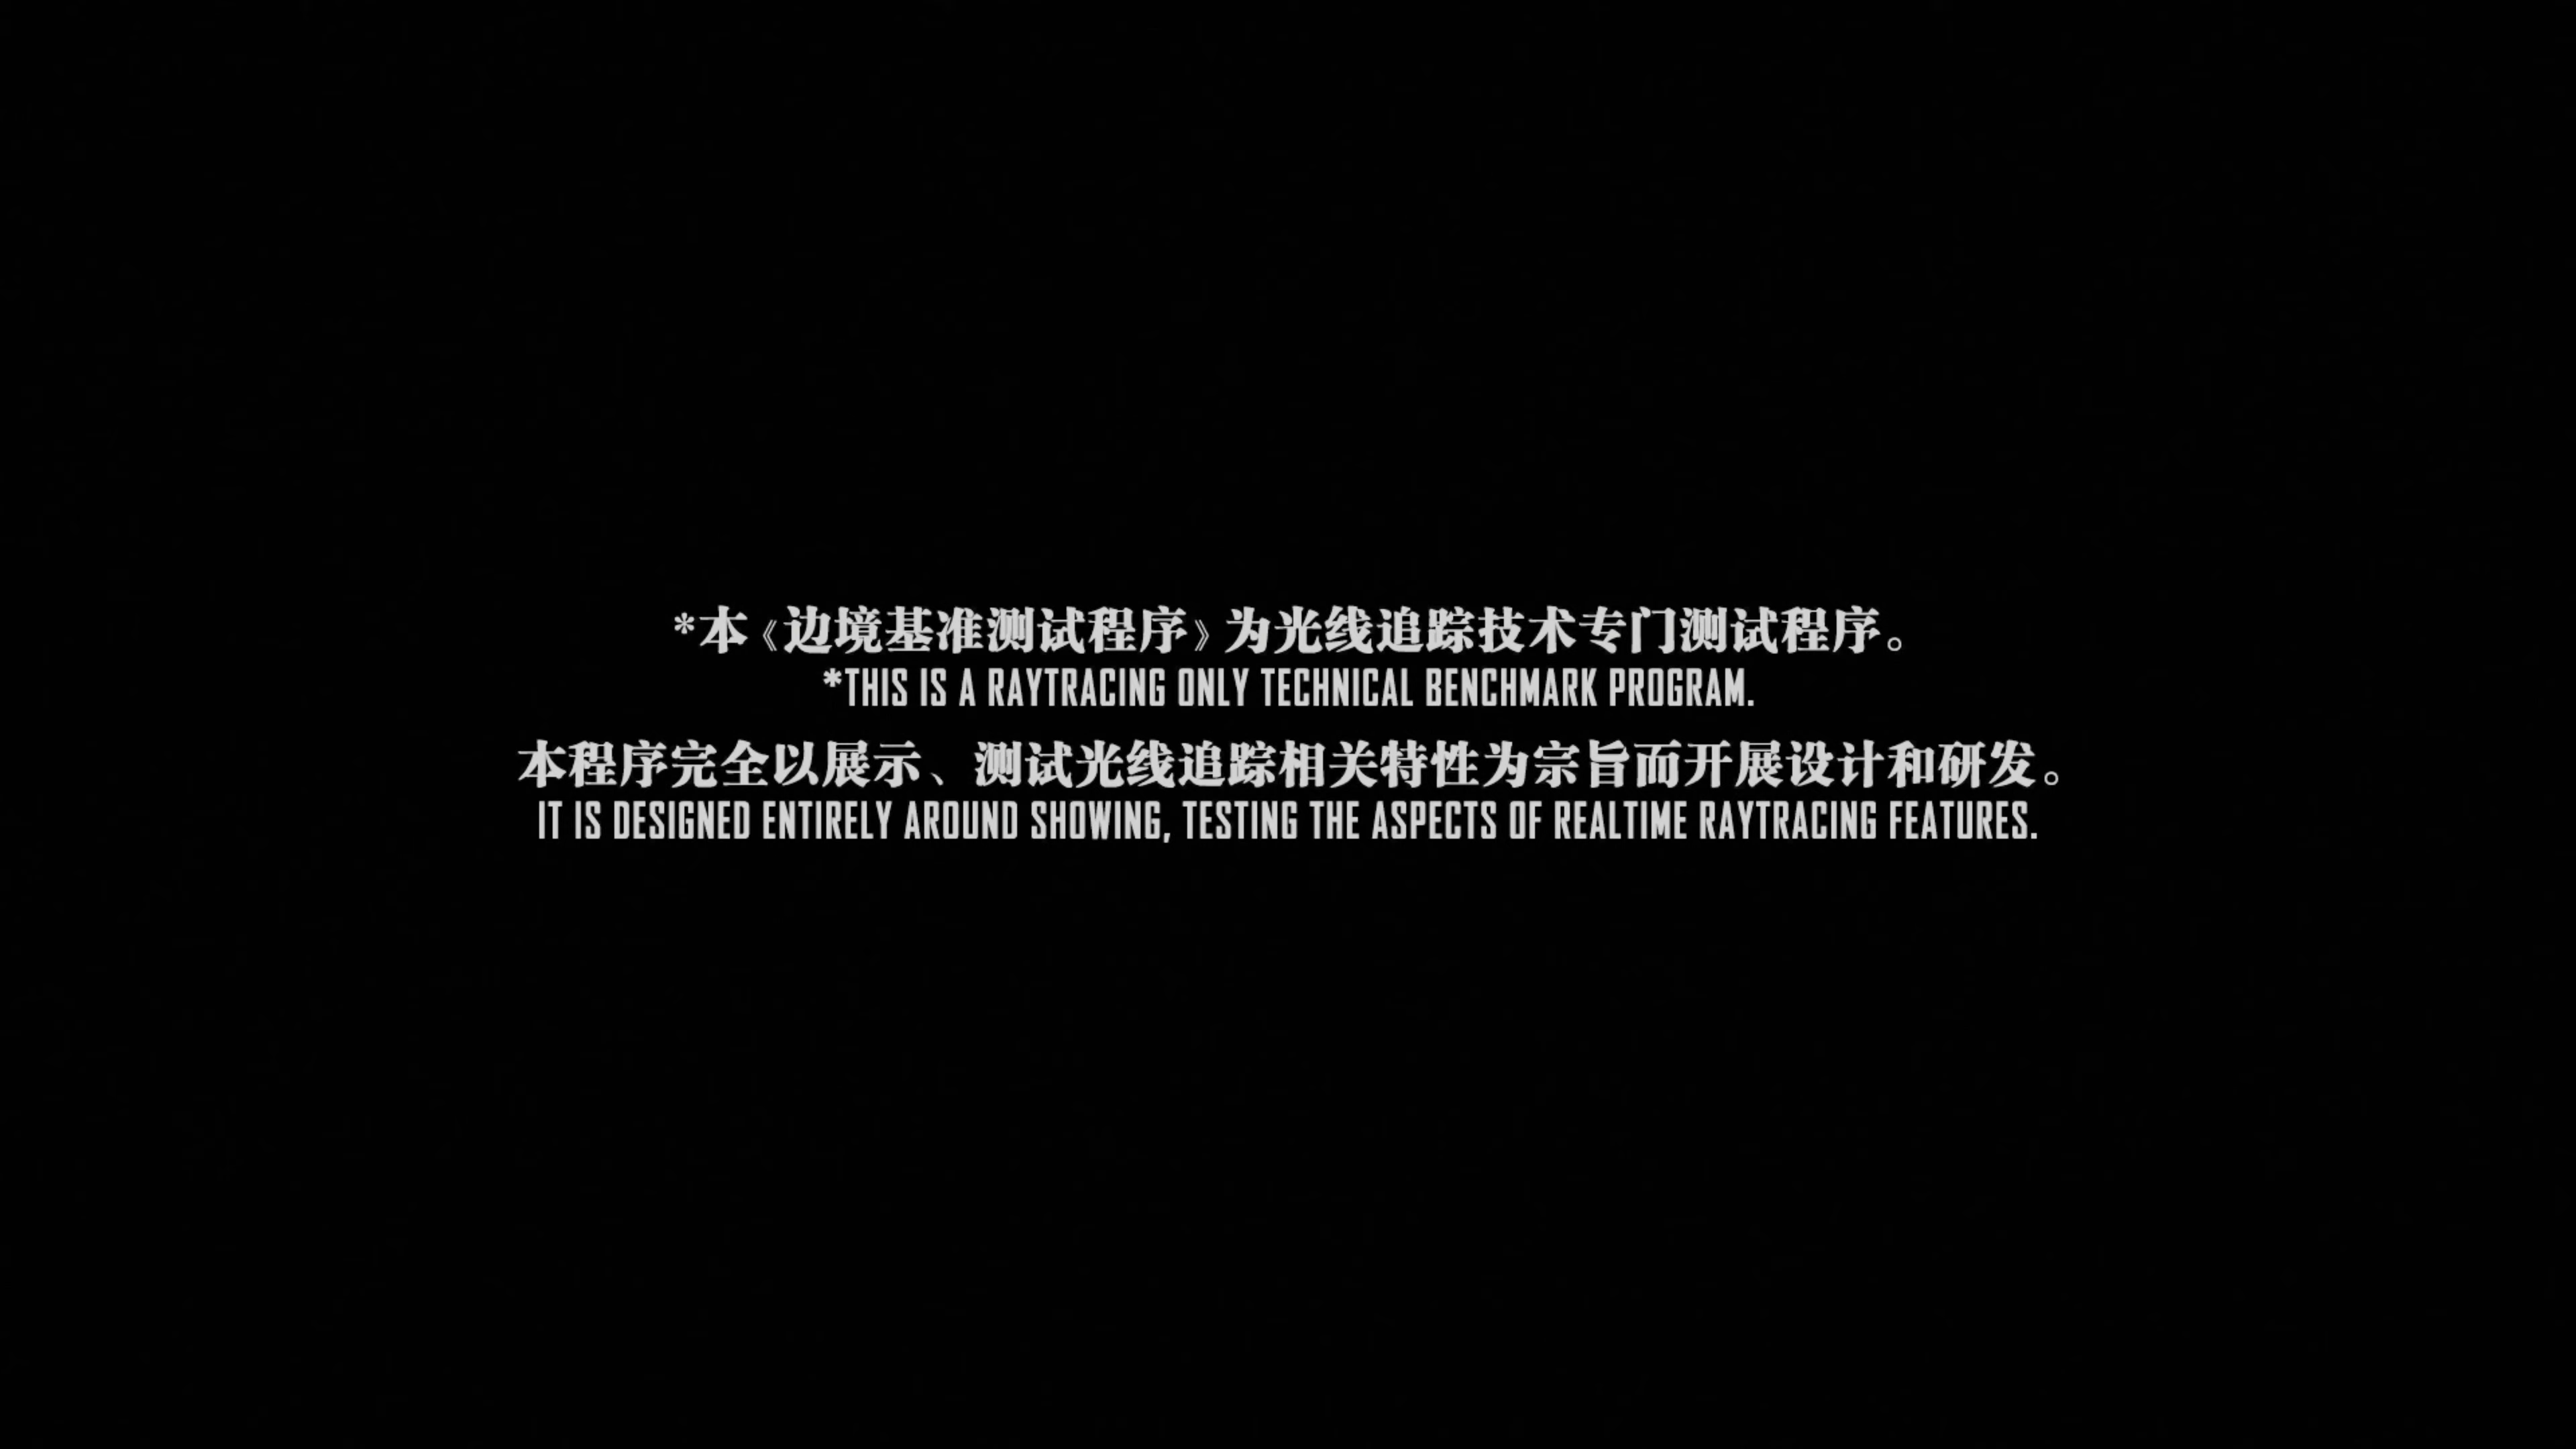 *本《边境基准测试程序》为光线追踪技术专门测试程序。
*THIS IS A RAYTRACING ONLY TECHNICAL BENCHMARK PROGRAM.
本程序完全以展示、测试光线追踪相关特性为宗旨而开展设计和研发。
IT IS DESIGNED ENTIRELY AROUND SHOWING, TESTING THE ASPECTS OF REALTIME RAYTRACING FEATURES.